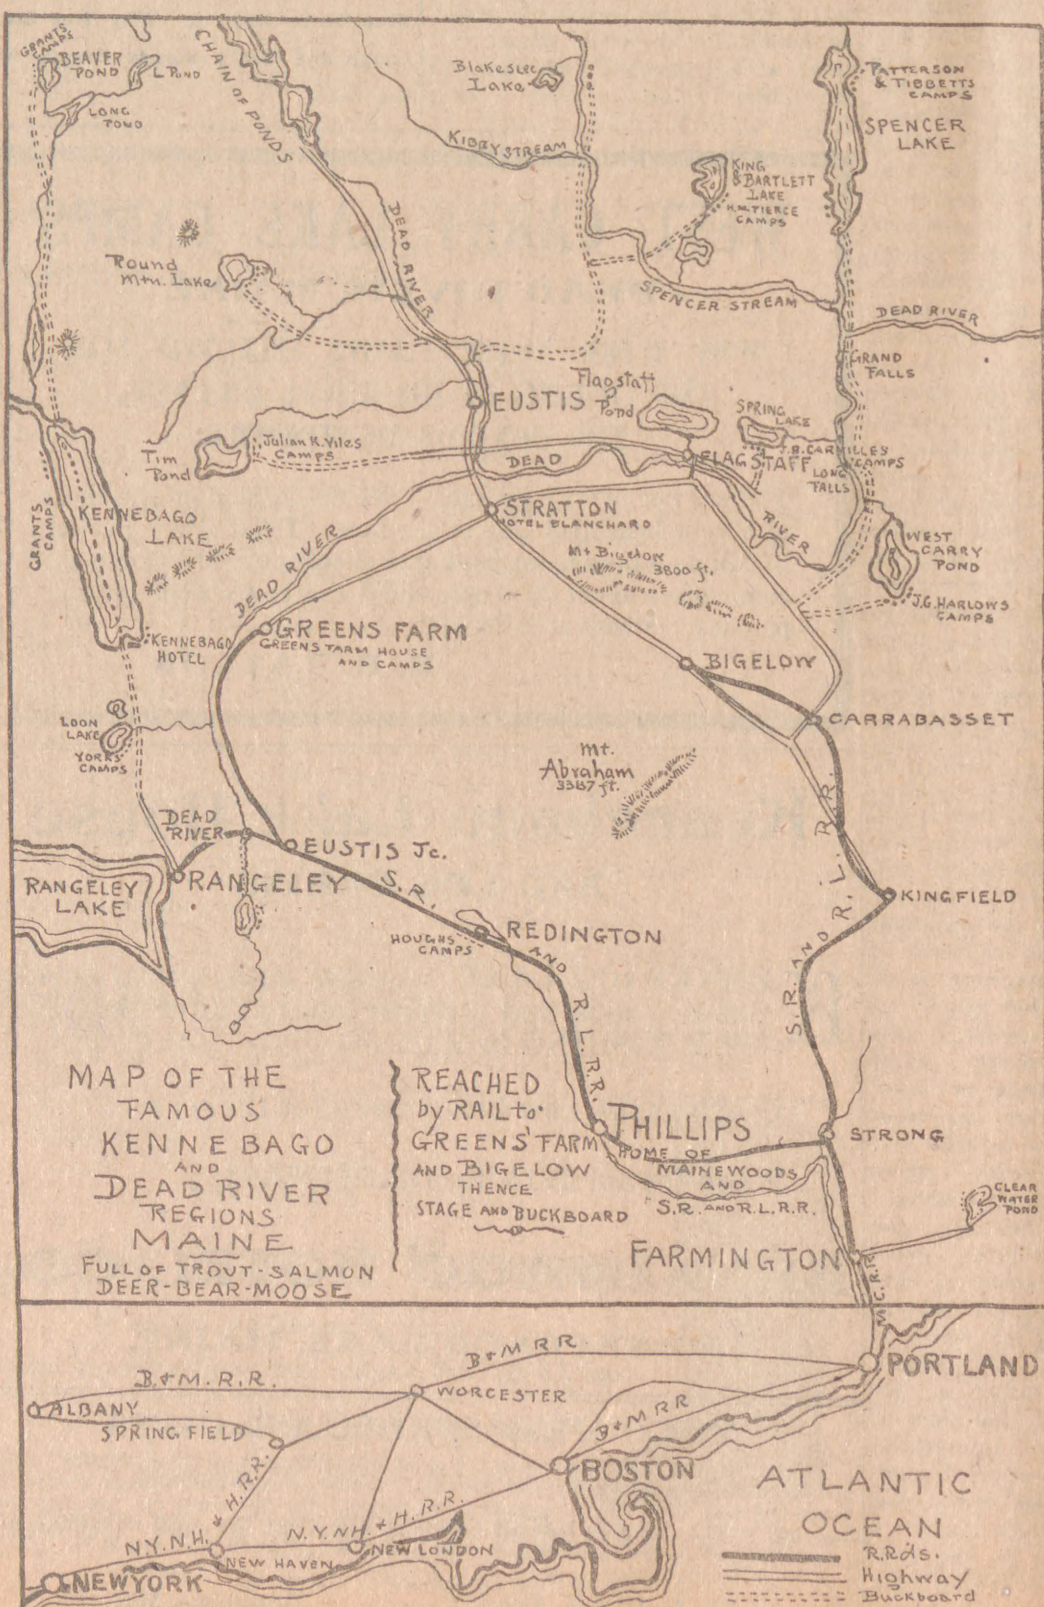 GRANTS
CAMPS
BEAVER
POND
L POND
LONG
POND
CHAIN OF PONDS
Blakeslee
Lake
KIBBY STREAM
PATTERSON
& TIBBETTS
CAMPS
SPENCER
LAKE
KING
& BARTLETT
LAKE
H.M. PIERCE
CAMPS
DEAD RIVER
Round
Mtn. Lake
SPENCER STREAM
DEAD RIVER
GRAND
FALLS
EUSTIS
Flagstaff
Pond
SPRING
LAKE
Tim
Pond
Julian K. Viles
CAMPS
DEAD
RIVER
FLAGSTAFF
J.B. CARVILLES
CAMPS
LONG
FALLS
GRANTS
CAMPS
KENNEBAGO
LAKE
STRATTON
HOTEL BLANCHARD
DEAD RIVER
Mt Bigelow
3800 ft.
WEST
CARRY
POND
J.G. HARLOWS
CAMPS
GREENS FARM
GREENS FARM HOUSE
AND CAMPS
KENNEBAGO
HOTEL
BIGELOW
LOON
LAKE
YORKS
CAMPS
CARRABASSET
Mt.
Abraham
3387 ft.
DEAD
RIVER
EUSTIS Jc.
RANGELEY
LAKE
RANGELEY
S.R.
AND
R.L.R.R.
HOUGHS
CAMPS
REDINGTON
KINGFIELD
S.R. AND R.L.R.R.
MAP OF THE
FAMOUS
KENNEBAGO
AND
DEAD RIVER
REGIONS
MAINE
FULL OF TROUT-SALMON
DEER-BEAR-MOOSE
REACHED
by RAIL to
GREENS' FARM
AND BIGELOW
THENCE
STAGE AND BUCKBOARD
PHILLIPS
HOME OF
MAINE WOODS
AND
S.R. AND R.L.R.R.
STRONG
CLEAR
WATER
POND
FARMINGTON
M.C.R.R.
B & M RR
PORTLAND
B & M. R. R.
WORCESTER
ALBANY
SPRINGFIELD
B & M RR
BOSTON
N.Y. N.H. & H. R.R.
N.Y. N.H. & H. R.R.
NEW HAVEN
NEW LONDON
NEW YORK
ATLANTIC
OCEAN
R.Rds.
Highway
Buckboard